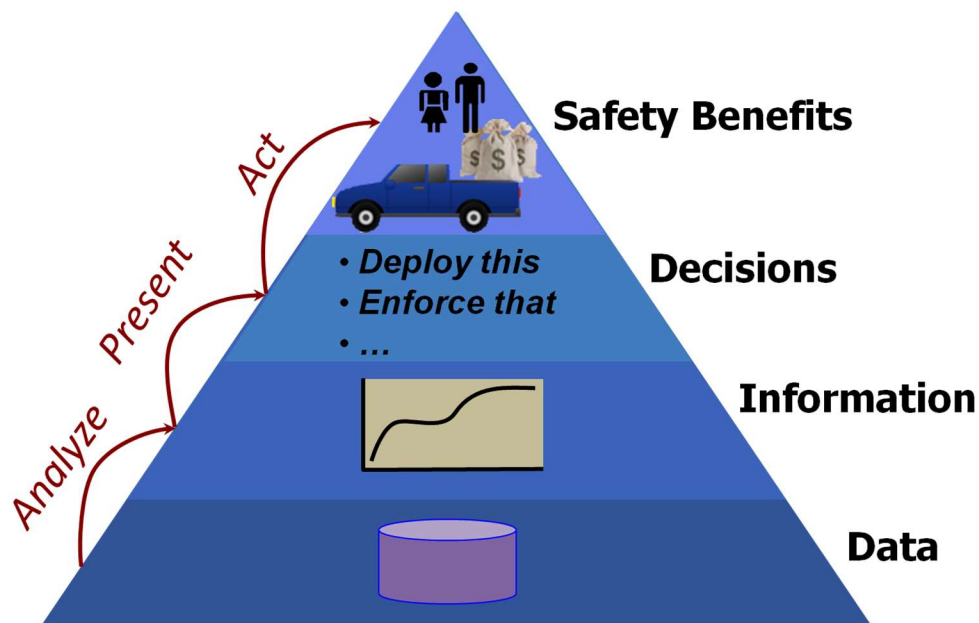 Safety Benefits
Act
$ $ $
• Deploy this
• Enforce that
• ...
Decisions
Present
Information
Analyze
Data